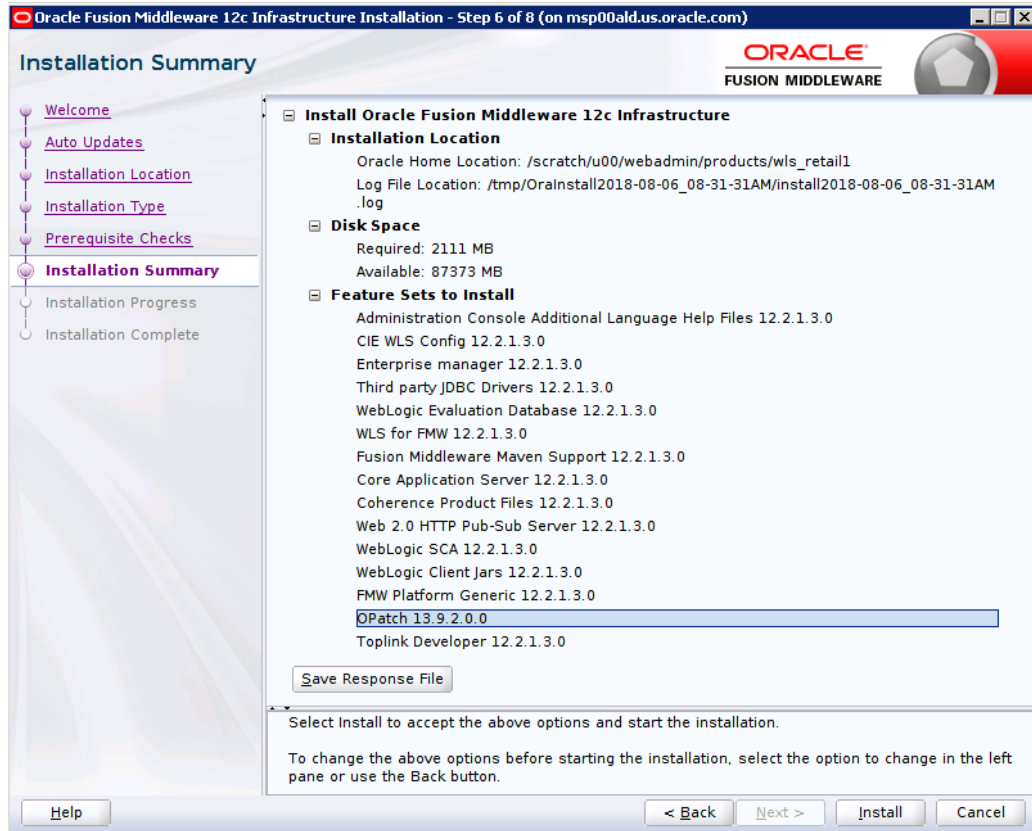 Oracle Fusion Middleware 12c Infrastructure Installation - Step 6 of 8 (on msp00ald.us.oracle.com)
Installation Summary
ORACLE
FUSION MIDDLEWARE
Welcome
Auto Updates
Installation Location
Installation Type
Prerequisite Checks
Installation Summary
Installation Progress
Installation Complete
Install Oracle Fusion Middleware 12c Infrastructure
Installation Location
Oracle Home Location: /scratch/u00/webadmin/products/wls_retail1
Log File Location: /tmp/OraInstall2018-08-06_08-31-31AM/install2018-08-06_08-31-31AM
.log
Disk Space
Required: 2111 MB
Available: 87373 MB
Feature Sets to Install
Administration Console Additional Language Help Files 12.2.1.3.0
CIE WLS Config 12.2.1.3.0
Enterprise manager 12.2.1.3.0
Third party JDBC Drivers 12.2.1.3.0
WebLogic Evaluation Database 12.2.1.3.0
WLS for FMW 12.2.1.3.0
Fusion Middleware Maven Support 12.2.1.3.0
Core Application Server 12.2.1.3.0
Coherence Product Files 12.2.1.3.0
Web 2.0 HTTP Pub-Sub Server 12.2.1.3.0
WebLogic SCA 12.2.1.3.0
WebLogic Client Jars 12.2.1.3.0
FMW Platform Generic 12.2.1.3.0
OPatch 13.9.2.0.0
Toplink Developer 12.2.1.3.0
Save Response File
Select Install to accept the above options and start the installation.
To change the above options before starting the installation, select the option to change in the left
pane or use the Back button.
Help
< Back
Next >
Install
Cancel